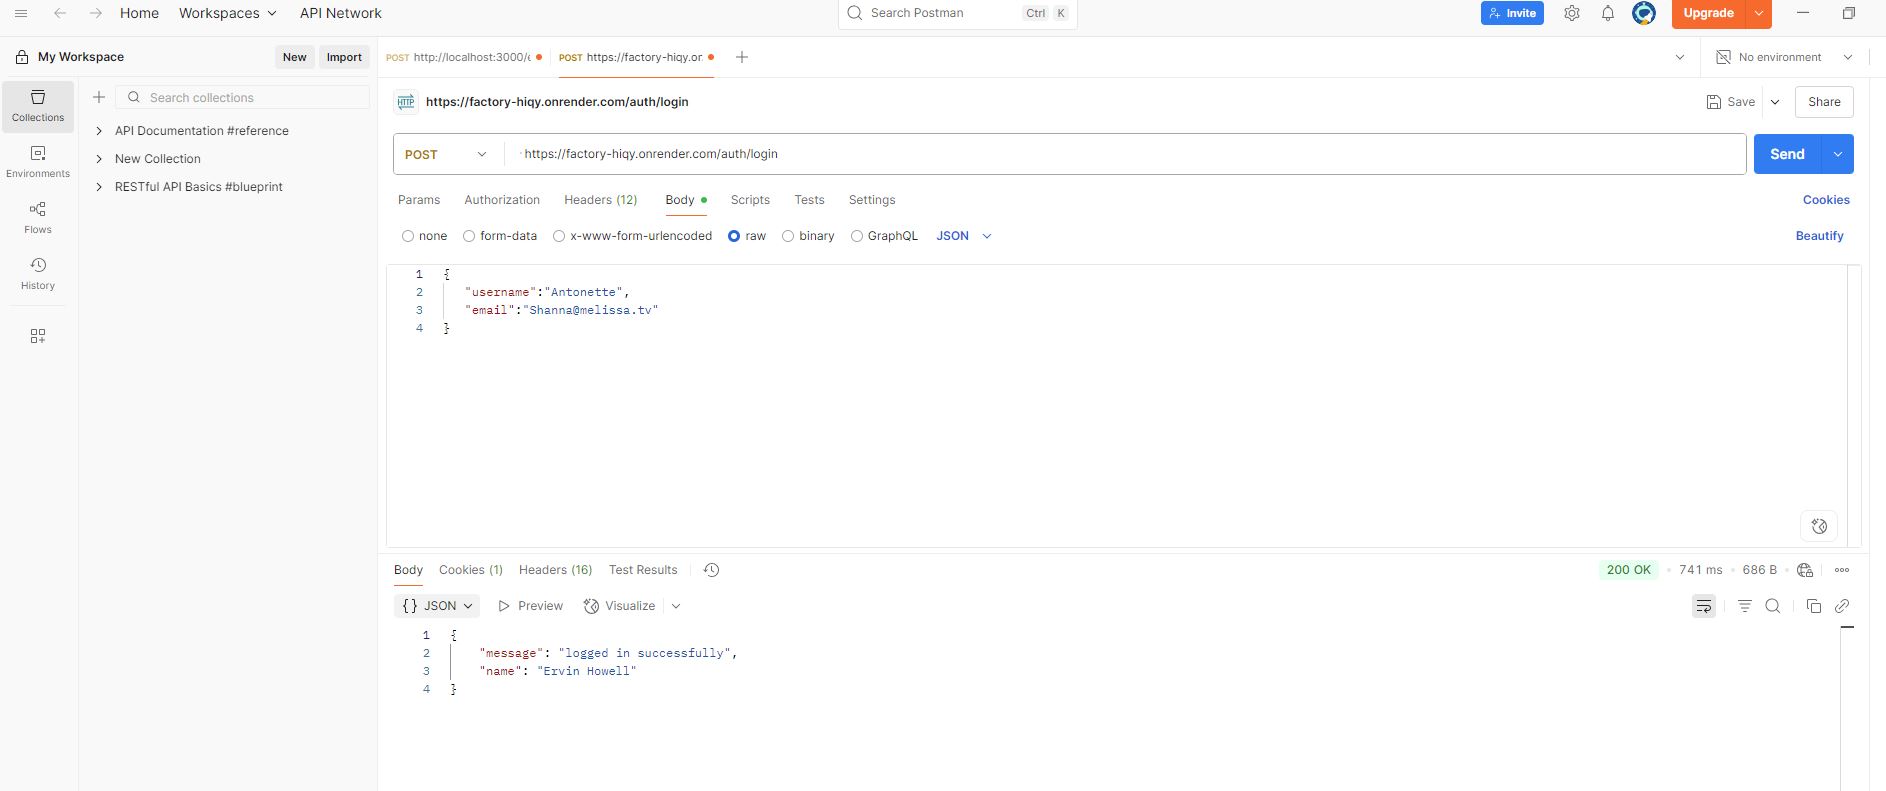 Home Workspaces API Network Search Postman Ctrl K Invite Upgrade
My Workspace New Import POST http://localhost:3000/ POST https://factory-hiqy.or No environment
Collections
Environments
Flows
History
Search collections
API Documentation #reference
New Collection
RESTful API Basics #blueprint
HTTP https://factory-hiqy.onrender.com/auth/login Save Share
POST https://factory-hiqy.onrender.com/auth/login Send
Params Authorization Headers (12) Body Scripts Tests Settings Cookies
none form-data x-www-form-urlencoded raw binary GraphQL JSON Beautify
1 {
2 "username":"Antonette",
3 "email":"Shanna@melissa.tv"
4 }
Body Cookies (1) Headers (16) Test Results 200 OK • 741 ms • 686 B •
{} JSON Preview Visualize
1 {
2 "message": "logged in successfully",
3 "name": "Ervin Howell"
4 }